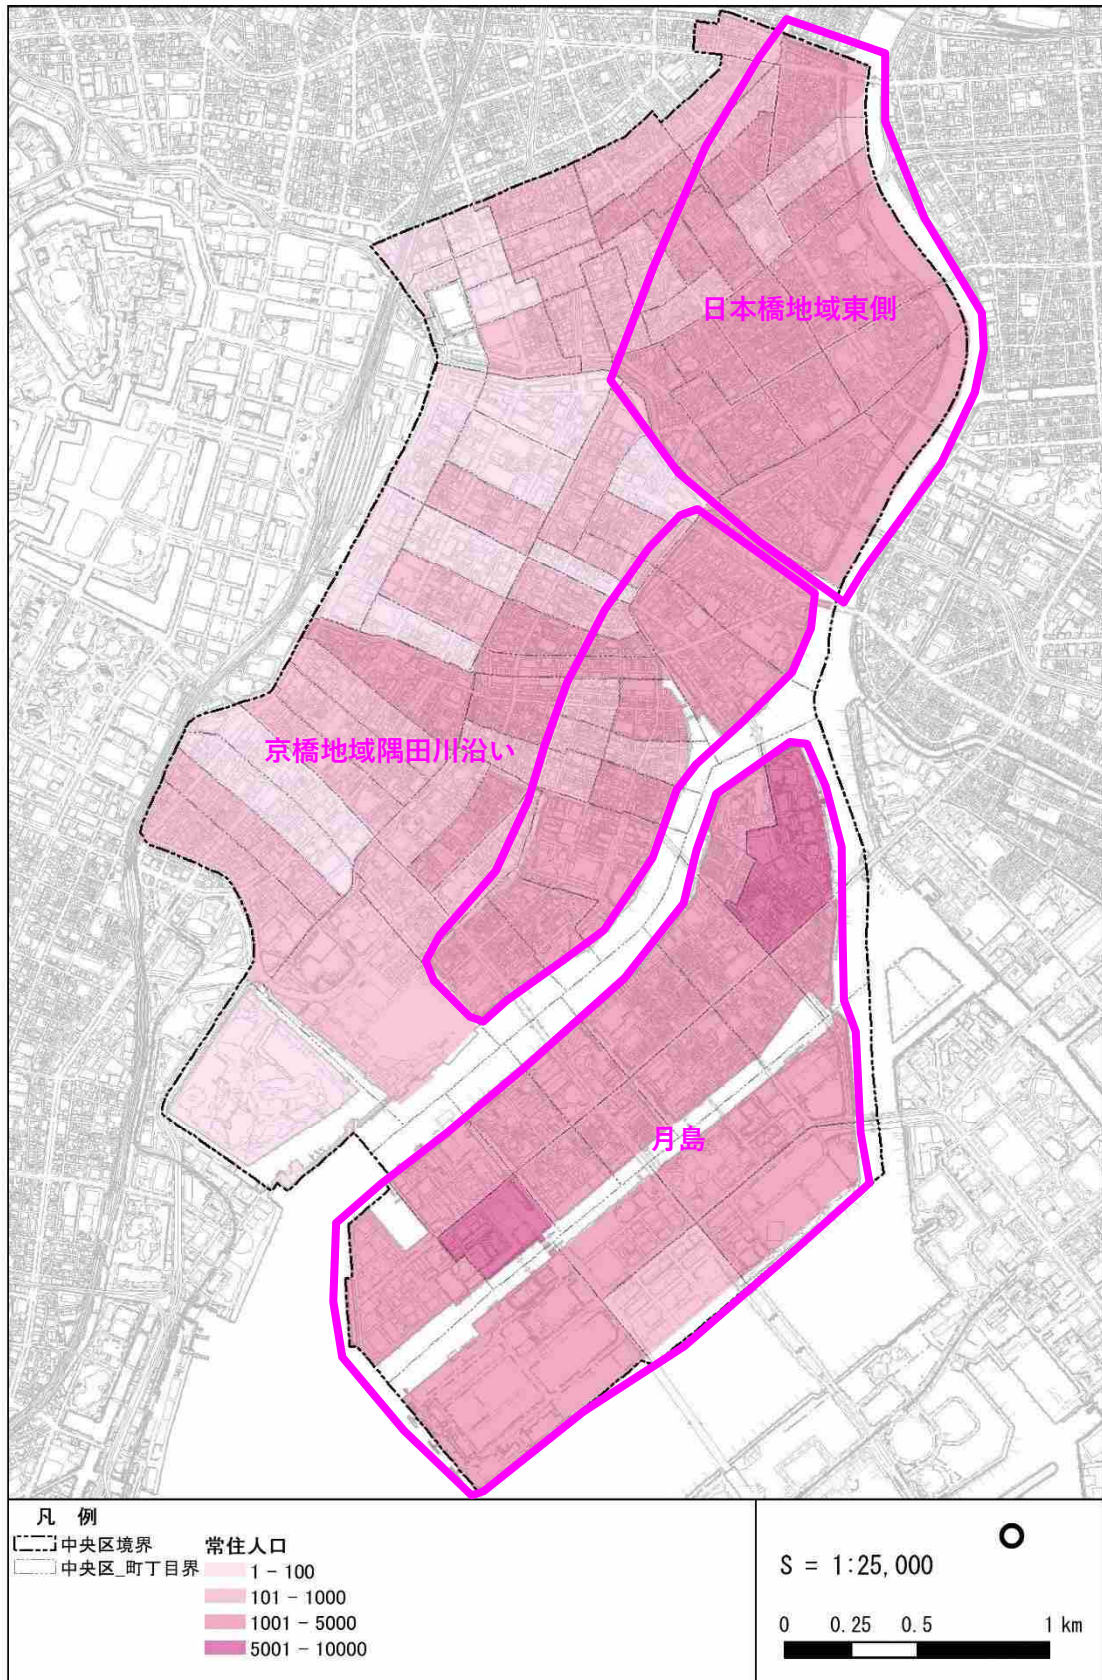 日本橋地域東側
京橋地域隅田川沿い
月島
凡 例
中央区境界
中央区_町丁目界
常住人口
1 - 100
101 - 1000
1001 - 5000
5001 - 10000
S = 1:25,000
0 0.25 0.5 1 km